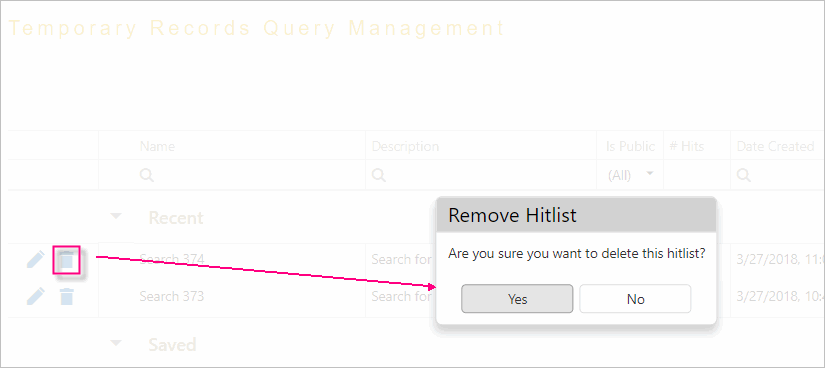 Temporary Records Query Management
Name Description Is Public # Hits Date Created
(All)
Recent
Remove Hitlist
Are you sure you want to delete this hitlist?
Search 374 Search for 3/27/2018, 11:
Search 373 Search for 3/27/2018, 10:4
Yes No
Saved